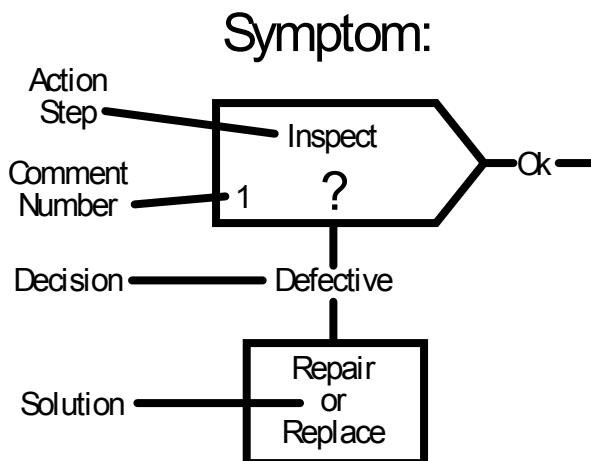 Symptom:
Action
Step
Inspect
Ok
Comment
Number
1
?
Decision
Defective
Solution
Repair
or
Replace